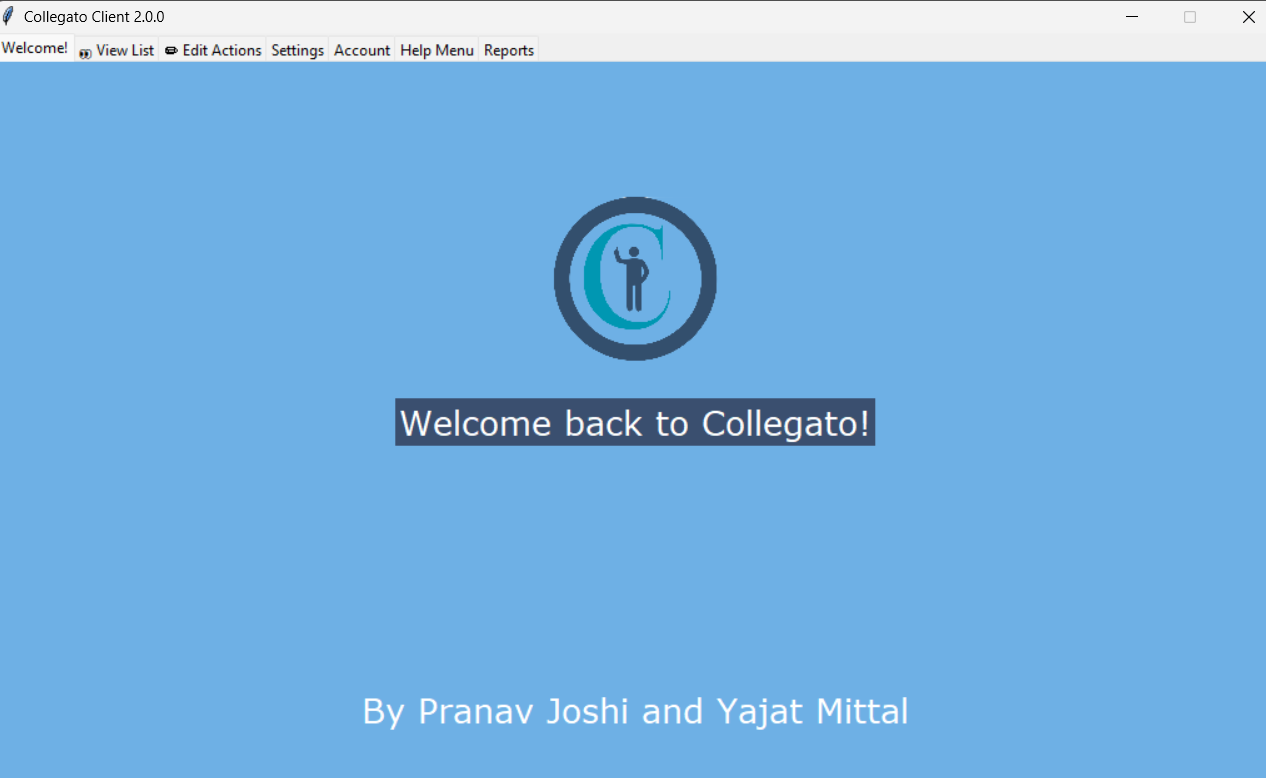 Collegato Client 2.0.0
Welcome! View List Edit Actions Settings Account Help Menu Reports
C
Welcome back to Collegato!
By Pranav Joshi and Yajat Mittal